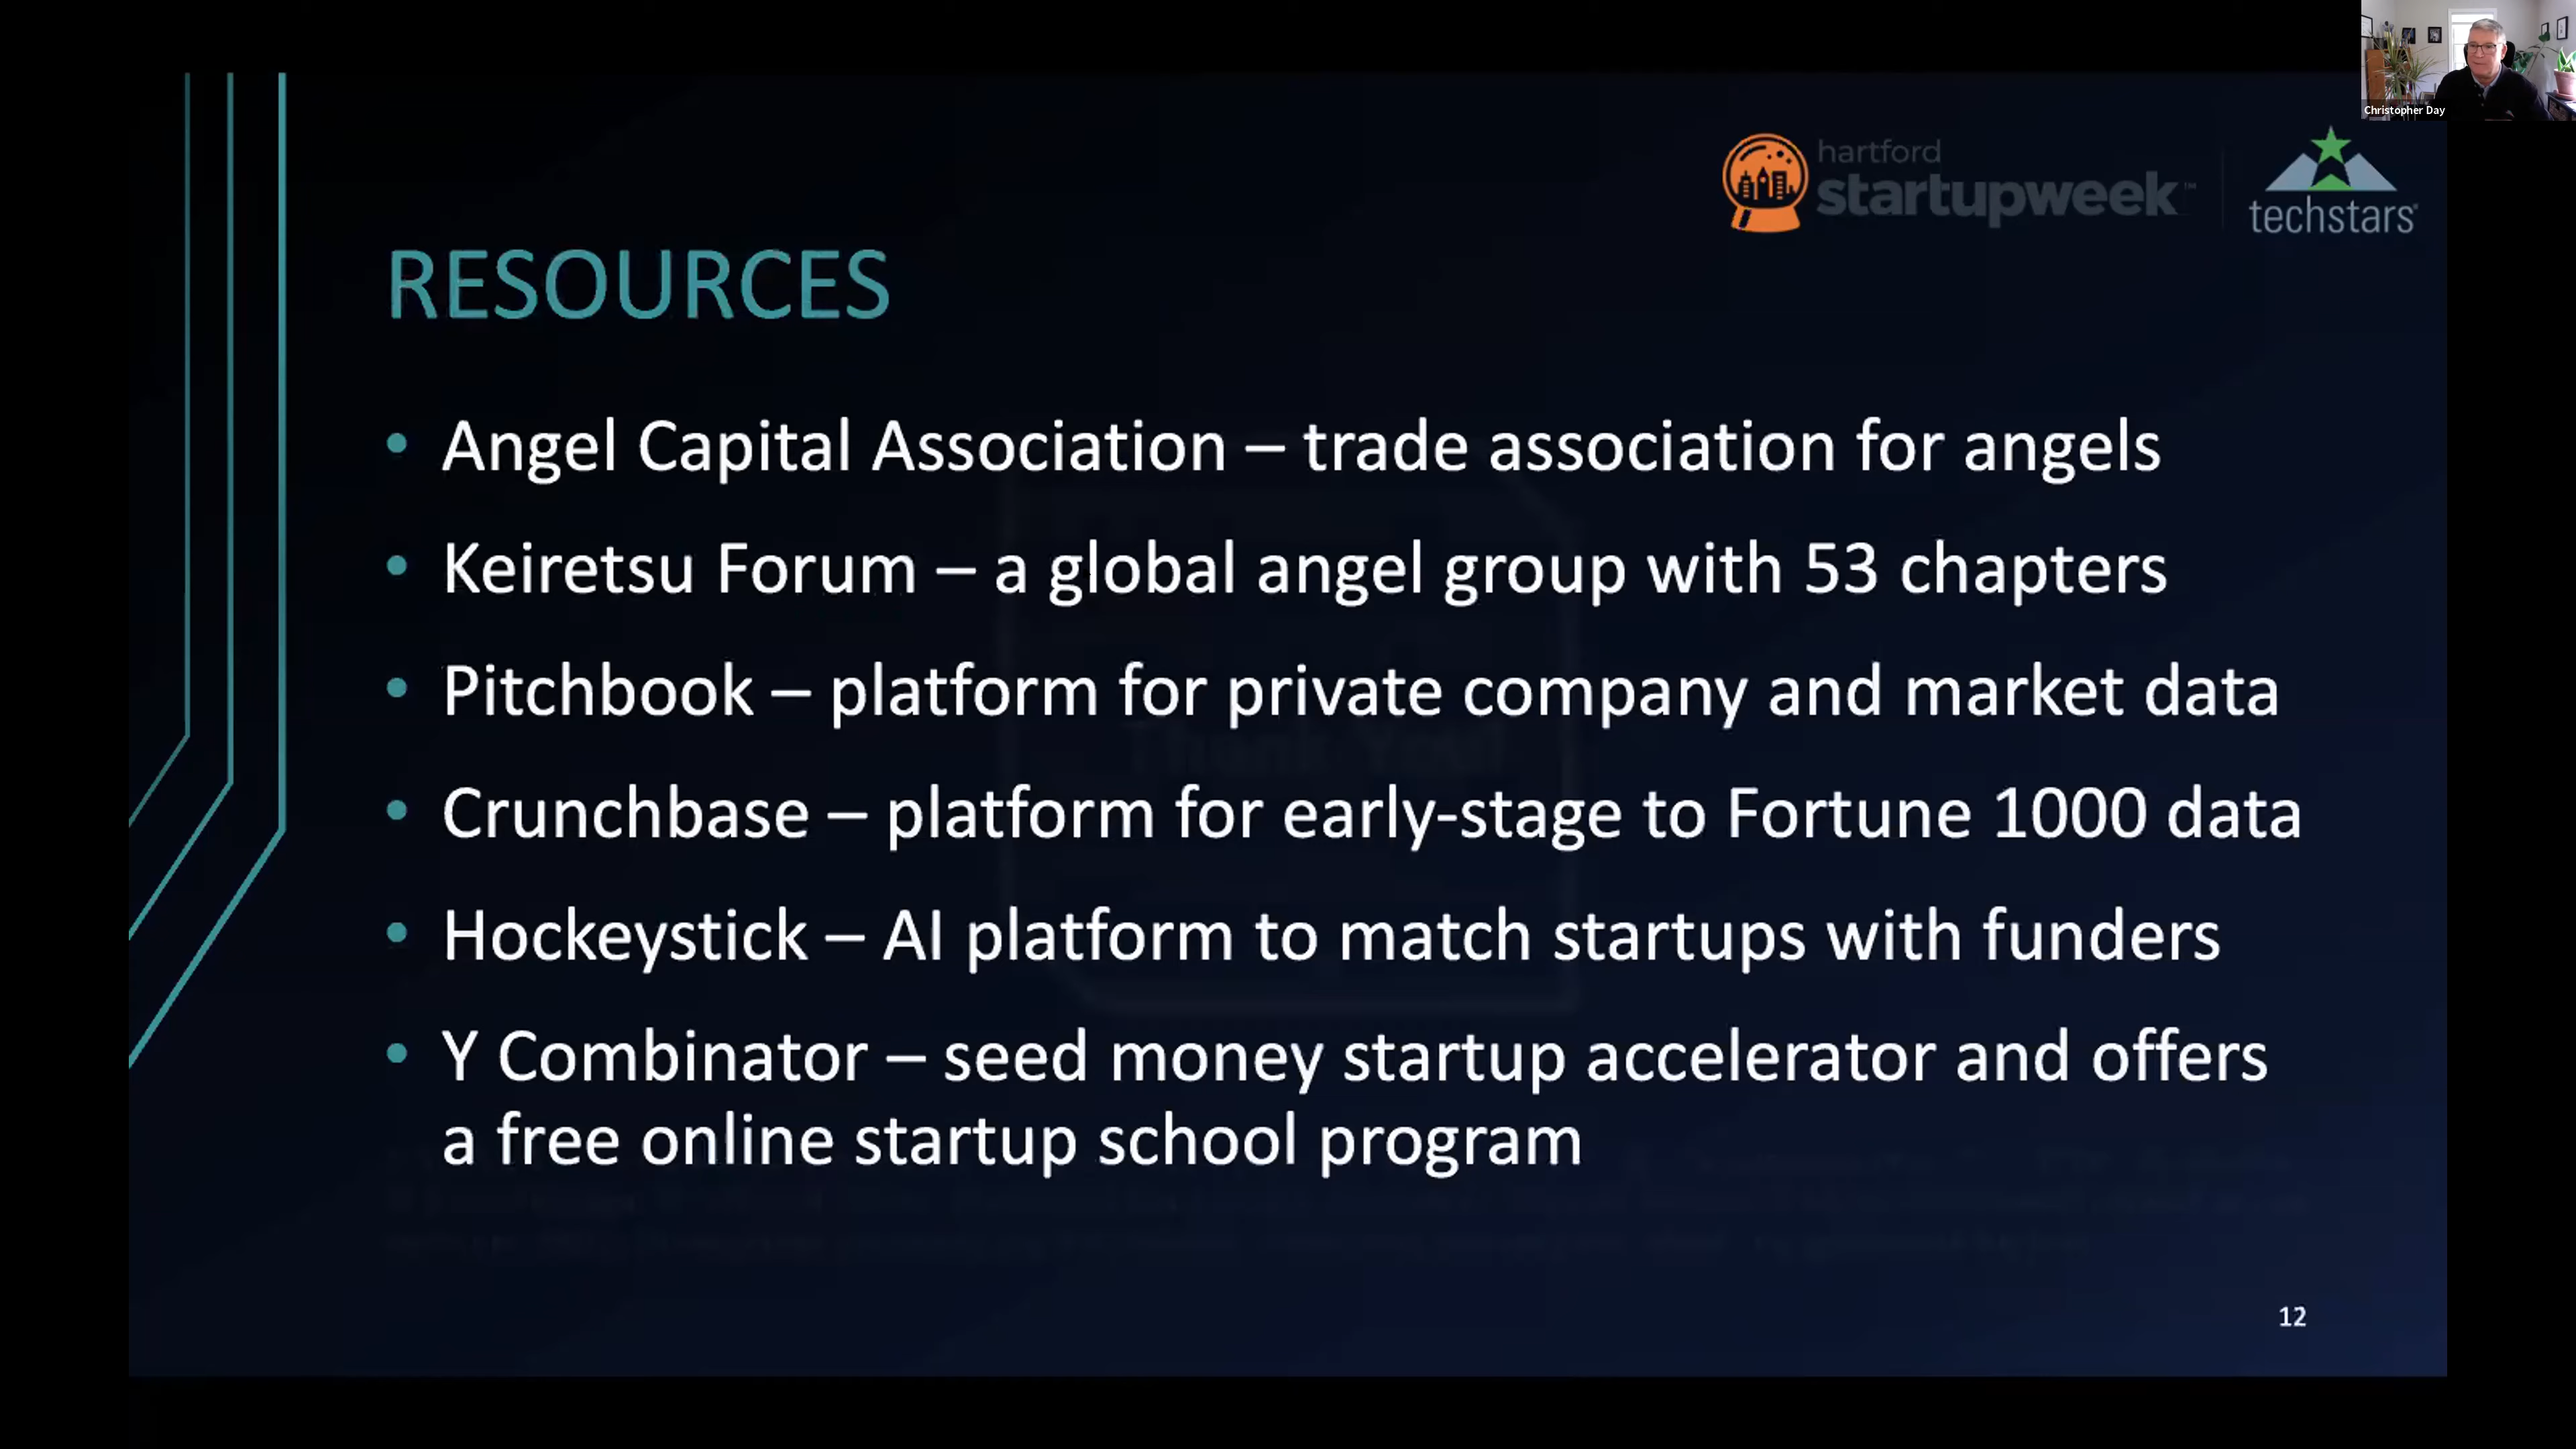 Christopher Day
hartford
startupweek™
techstars®
RESOURCES
• Angel Capital Association – trade association for angels
• Keiretsu Forum – a global angel group with 53 chapters
• Pitchbook – platform for private company and market data
• Crunchbase – platform for early-stage to Fortune 1000 data
• Hockeystick – AI platform to match startups with funders
• Y Combinator – seed money startup accelerator and offers
a free online startup school program
12